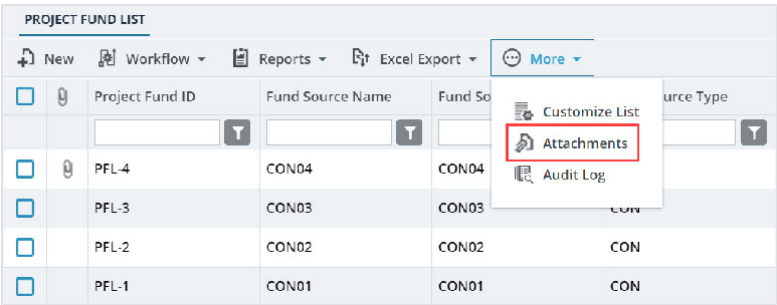 PROJECT FUND LIST
New Workflow Reports Excel Export More
Project Fund ID Fund Source Name Fund So urce Type
Customize List
Attachments
Audit Log
PFL-4 CON04 CON04
PFL-3 CON03 CON03 CON
PFL-2 CON02 CON02 CON
PFL-1 CON01 CON01 CON